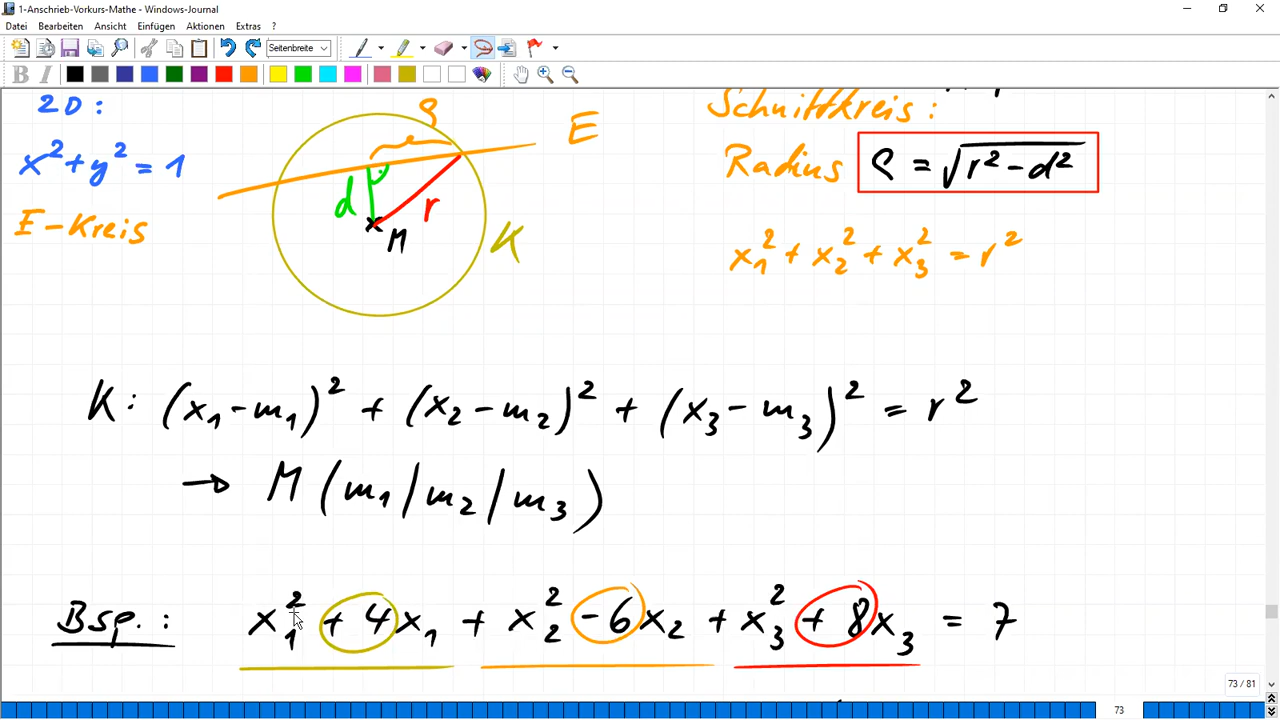 1-Anschrieb-Vorkurs-Mathe - Windows-Journal
Datei Bearbeiten Ansicht Einfügen Aktionen Extras ?
Seitenbreite
B I
2D:
x² + y² = 1
E-Kreis
ρ
E
d
r
M
K
Schnittkreis:
Radius ρ = √(r² - d²)
x₁² + x₂² + x₃² = r²
K: (x₁ - m₁)² + (x₂ - m₂)² + (x₃ - m₃)² = r²
→ M (m₁ | m₂ | m₃)
Bsp.: x₁² + 4x₁ + x₂² - 6x₂ + x₃² + 8x₃ = 7
73 / 81
73